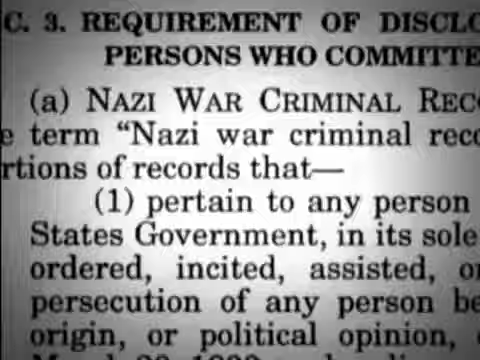 C. 3. REQUIREMENT OF DISCLO
PERSONS WHO COMMITTE
(a) NAZI WAR CRIMINAL REC
e term “Nazi war criminal reco
rtions of records that—
(1) pertain to any person
States Government, in its sole
ordered, incited, assisted, o
persecution of any person be
origin, or political opinion,